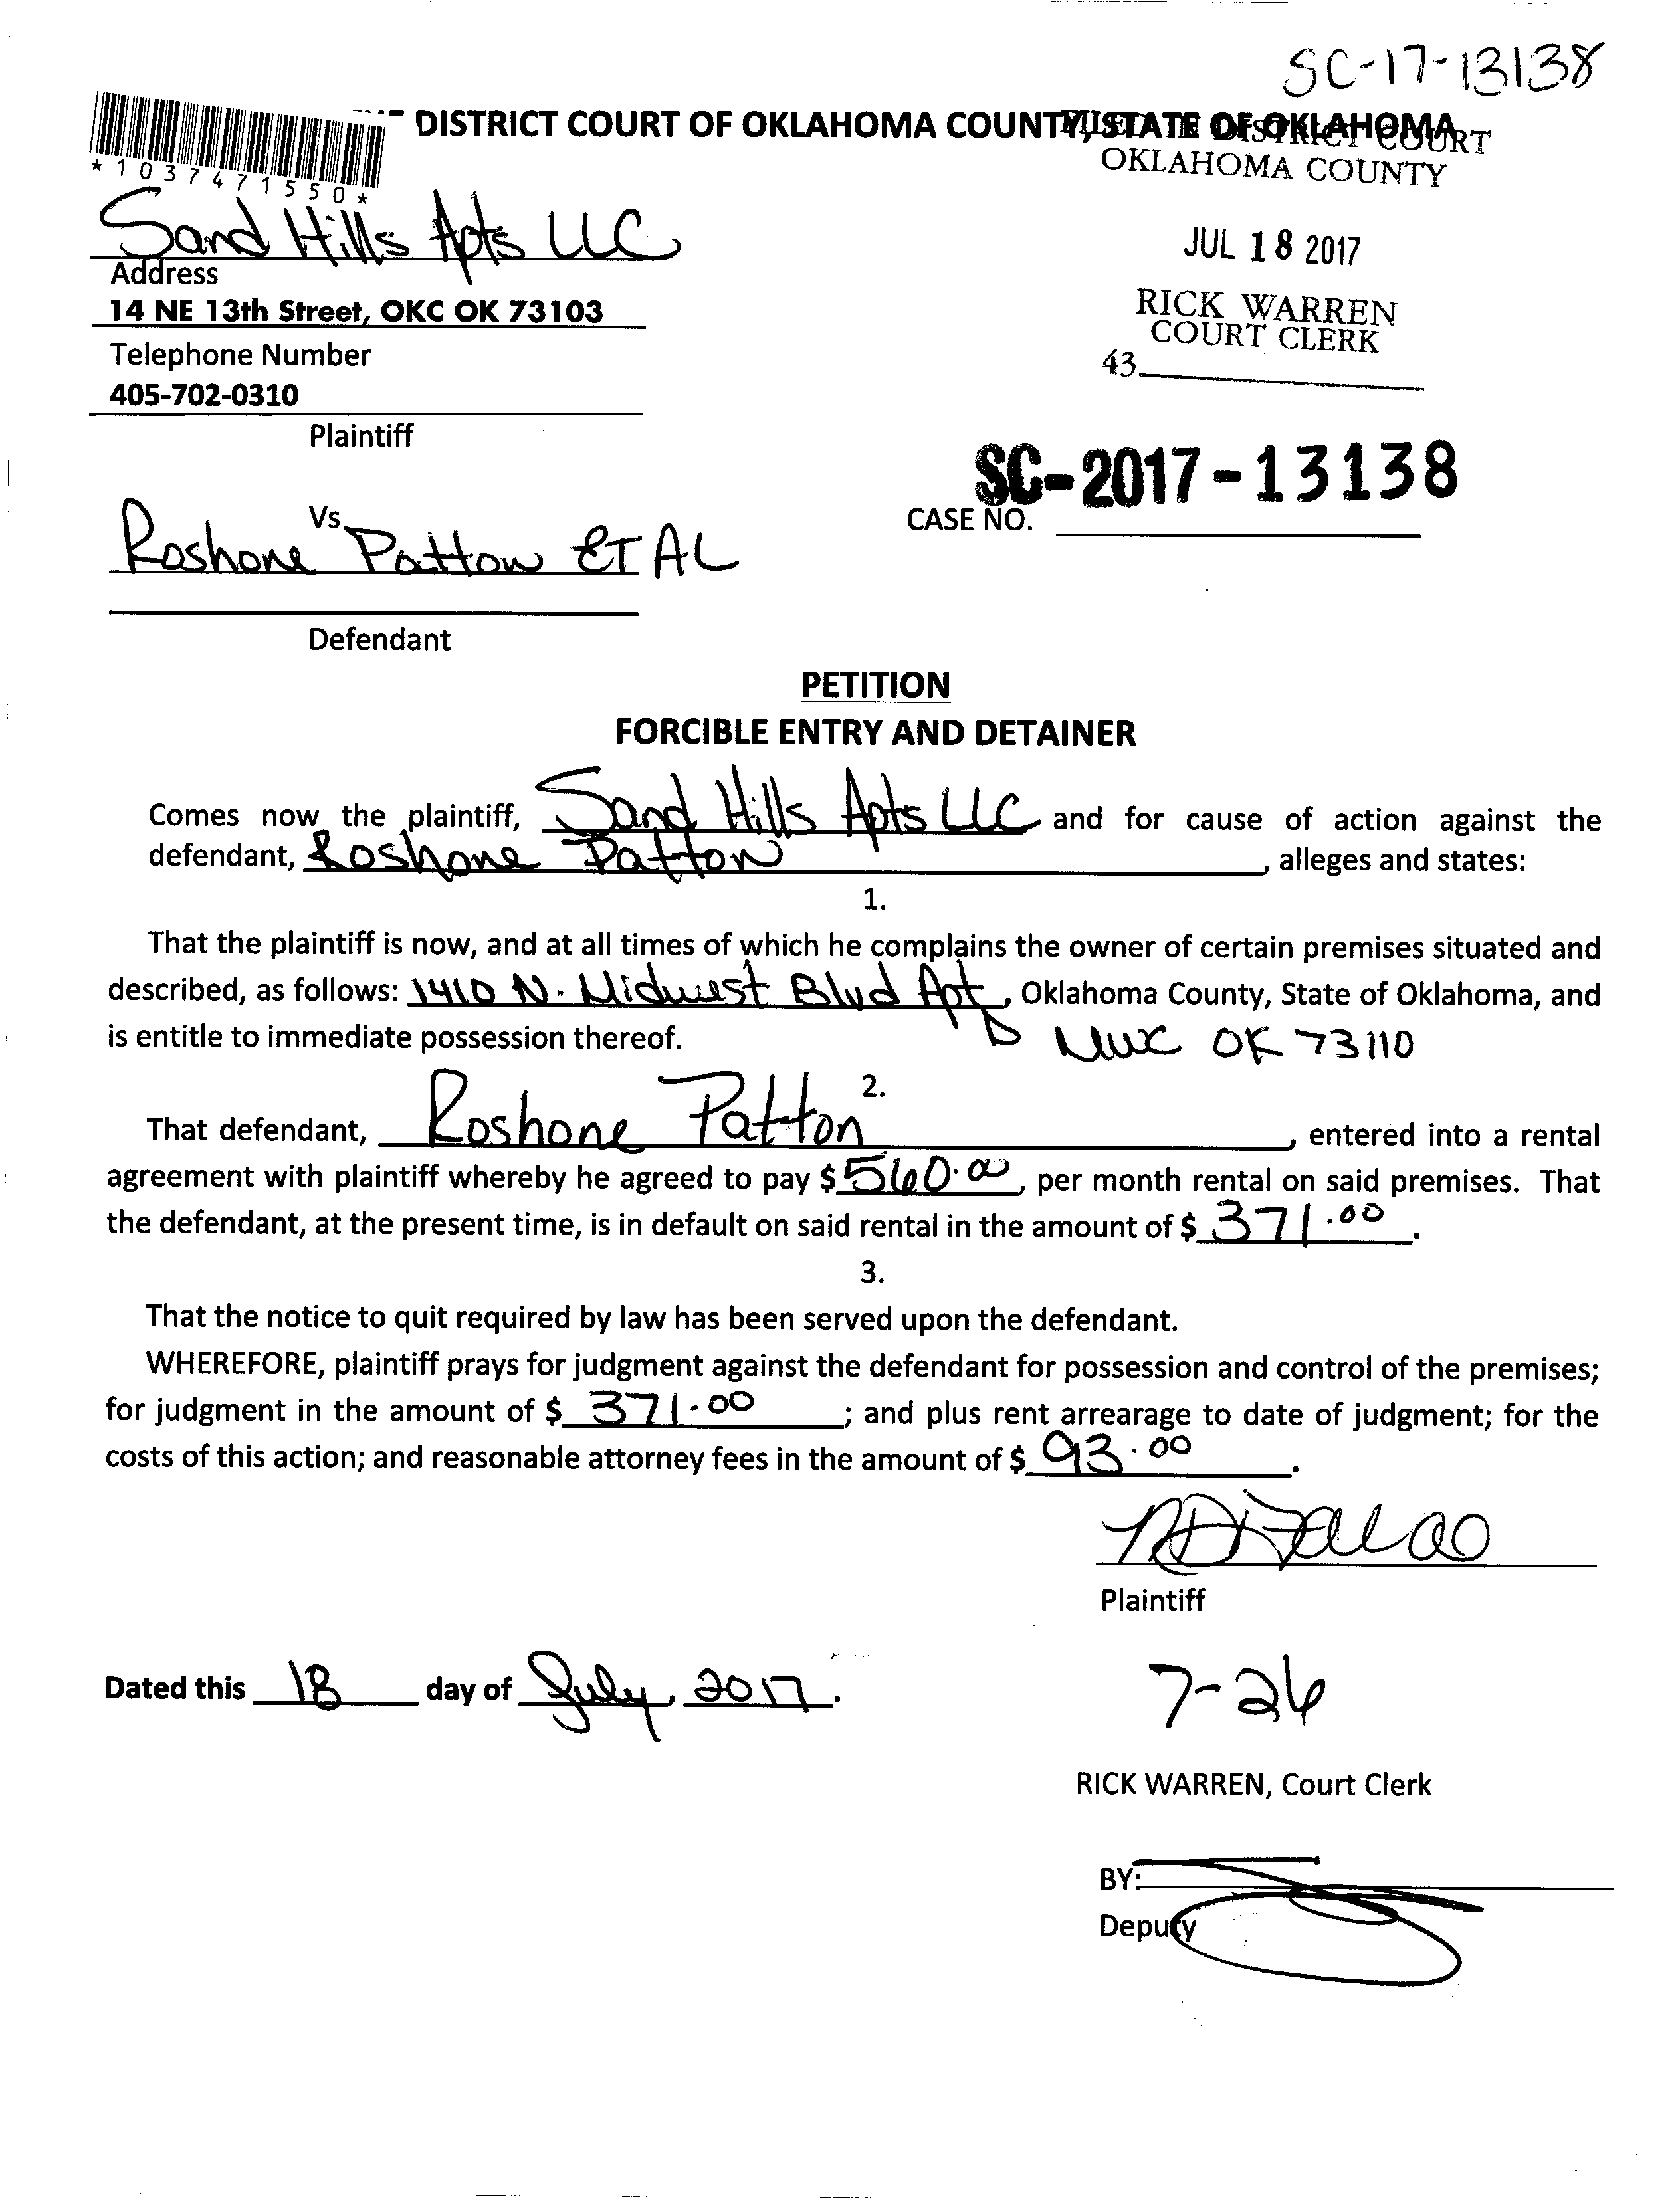 SC-17-13138
DISTRICT COURT OF OKLAHOMA COUNTY, STATE OF OKLAHOMA
FILED IN DISTRICT COURT
OKLAHOMA COUNTY
*1037471550*
Sand Hills Apts LLC
JUL 18 2017
Address
14 NE 13th Street, OKC OK 73103
RICK WARREN
COURT CLERK
Telephone Number
43
405-702-0310
Plaintiff
SC-2017-13138
Vs
CASE NO.
Roshone Patton ET AL
Defendant
PETITION
FORCIBLE ENTRY AND DETAINER
Comes now the plaintiff, Sand Hills Apts LLC and for cause of action against the
defendant, Roshone Patton, alleges and states:
1.
That the plaintiff is now, and at all times of which he complains the owner of certain premises situated and
described, as follows: 1410 N. Midwest Blvd Apt, Oklahoma County, State of Oklahoma, and
is entitle to immediate possession thereof. D MWC OK 73110
2.
That defendant, Roshone Patton, entered into a rental
agreement with plaintiff whereby he agreed to pay $560.00, per month rental on said premises. That
the defendant, at the present time, is in default on said rental in the amount of $ 371.00.
3.
That the notice to quit required by law has been served upon the defendant.
WHEREFORE, plaintiff prays for judgment against the defendant for possession and control of the premises;
for judgment in the amount of $ 371.00; and plus rent arrearage to date of judgment; for the
costs of this action; and reasonable attorney fees in the amount of $ 93.00.
Plaintiff
Dated this 18 day of July, 2017.
7-26
RICK WARREN, Court Clerk
BY:
Deputy